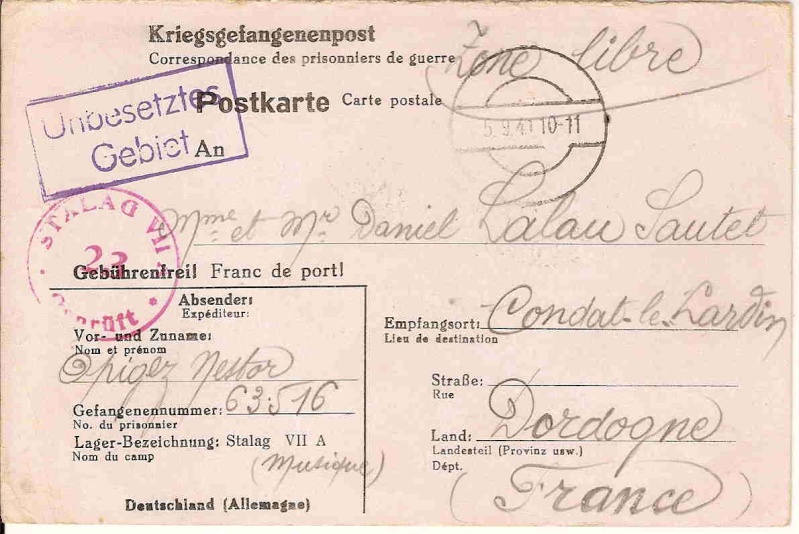 Kriegsgefangenenpost
Correspondance des prisonniers de guerre
Zone libre
Unbesetztes
Gebiet
Postkarte Carte postale
5.9.41 10-11
An
Mme et Mr Daniel Lalau Sautet
STALAG VII A
23
Geprüft
Gebührenfrei! Franc de port!
Absender:
Expéditeur:
Vor- und Zuname:
Nom et prénom
Opigez Nestor
Gefangenennummer: 63516
No. du prisonnier
Lager-Bezeichnung: Stalag VII A
Nom du camp
(Musique)
Deutschland (Allemagne)
Empfangsort: Condat-le-Lardin
Lieu de destination
Straße:
Rue
Land: Dordogne
Landesteil (Provinz usw.)
Dépt.
(France)